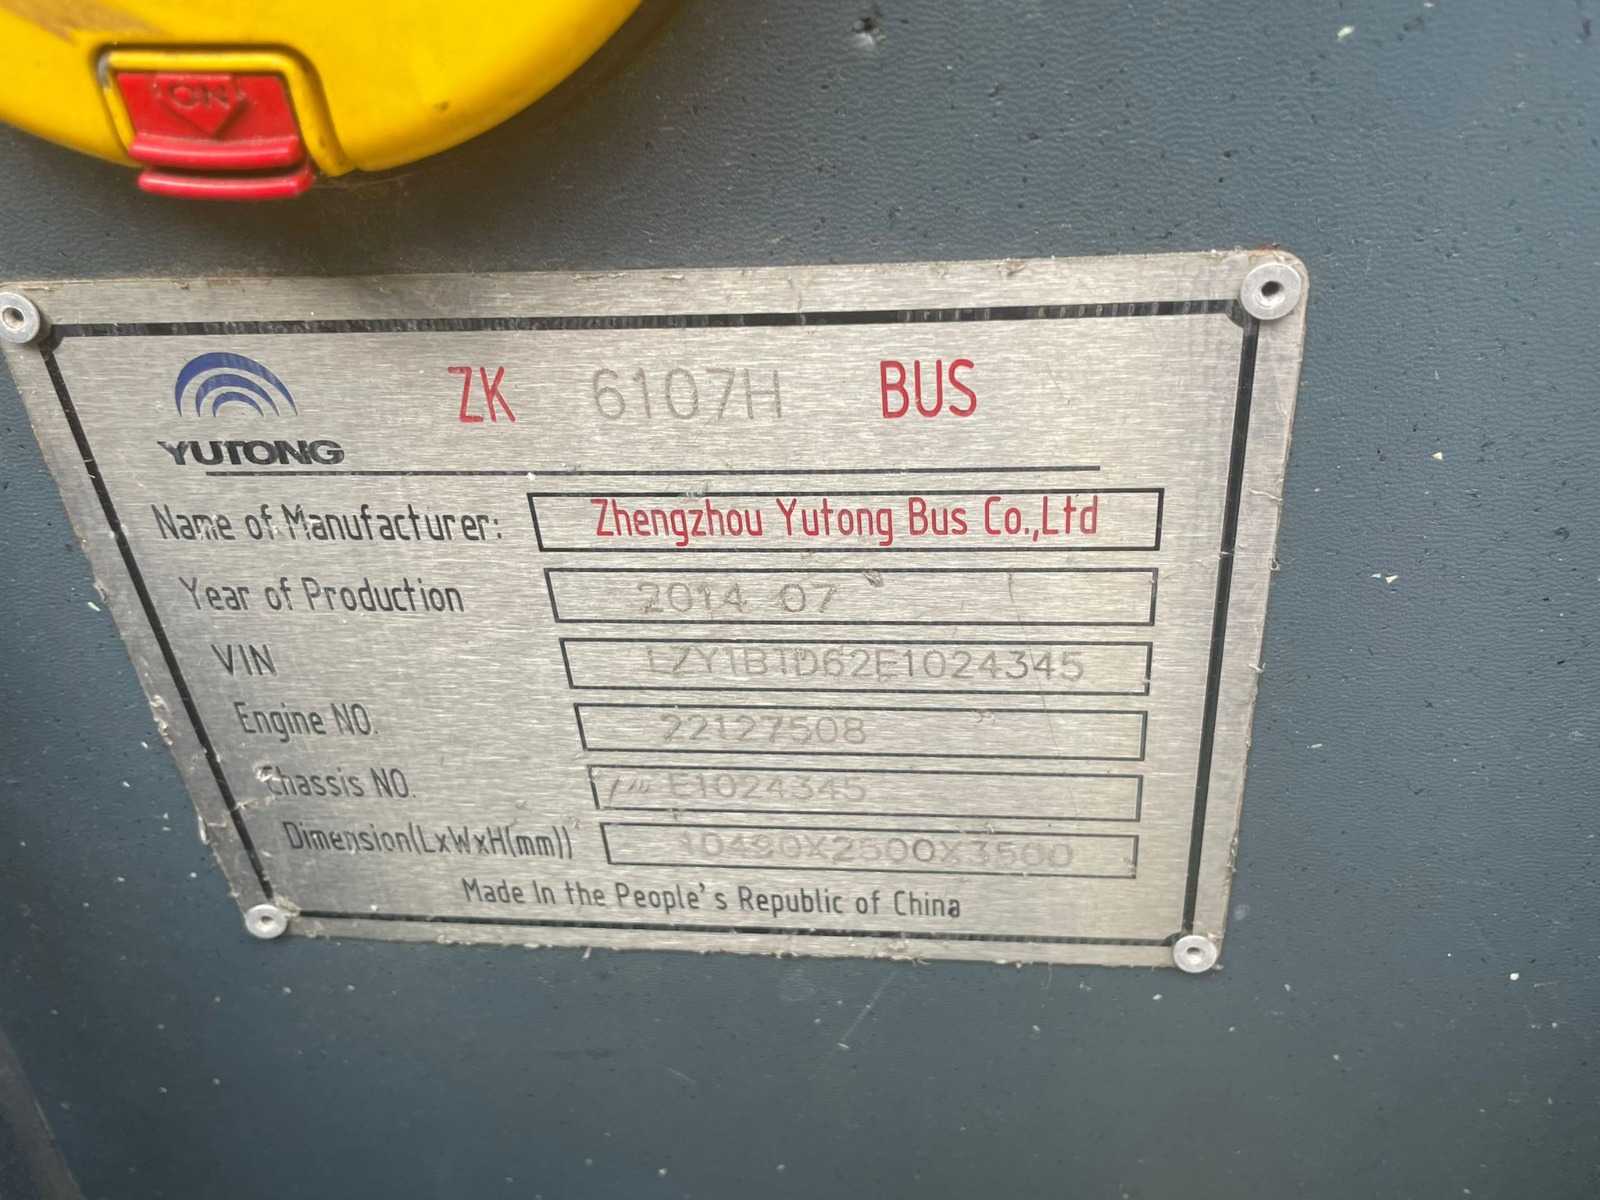 ON
YUTONG
ZK 6107H BUS
Name of Manufacturer: Zhengzhou Yutong Bus Co.,Ltd
Year of Production 2014 07
VIN LZY1BTD62E1024345
Engine NO. 22127508
Chassis NO. E1024345
Dimension(LxWxH(mm)) 10490X2500X3500
Made In the People's Republic of China